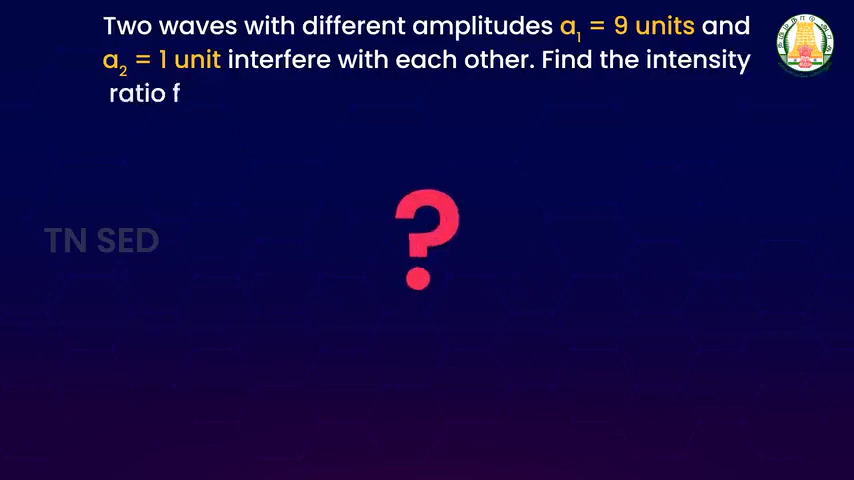 Two waves with different amplitudes a₁ = 9 units and
a₂ = 1 unit interfere with each other. Find the intensity
ratio f
?
TN SED